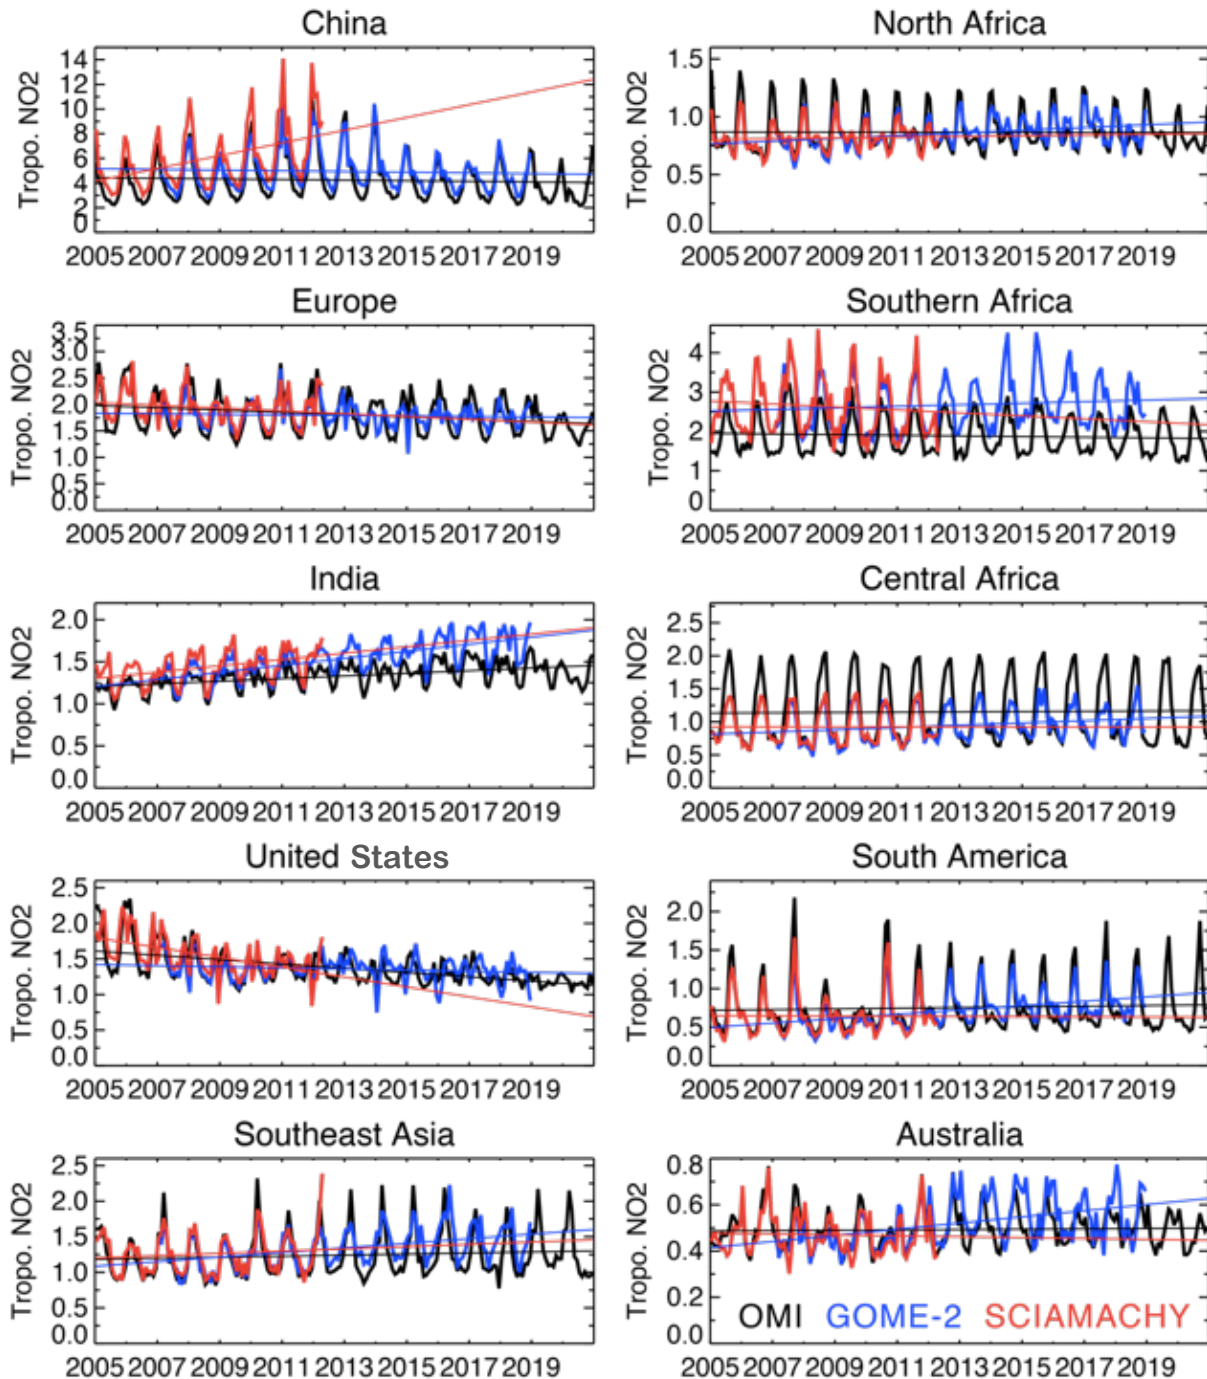 China
North Africa
Tropo. NO2
14
12
10
8
6
4
2
0
2005 2007 2009 2011 2013 2015 2017 2019
Tropo. NO2
1.5
1.0
0.5
0.0
2005 2007 2009 2011 2013 2015 2017 2019
Europe
Southern Africa
Tropo. NO2
3.5
3.0
2.5
2.0
1.5
1.0
0.5
0.0
2005 2007 2009 2011 2013 2015 2017 2019
Tropo. NO2
4
3
2
1
0
2005 2007 2009 2011 2013 2015 2017 2019
India
Central Africa
Tropo. NO2
2.0
1.5
1.0
0.5
0.0
2005 2007 2009 2011 2013 2015 2017 2019
Tropo. NO2
2.5
2.0
1.5
1.0
0.5
0.0
2005 2007 2009 2011 2013 2015 2017 2019
United States
South America
Tropo. NO2
2.5
2.0
1.5
1.0
0.5
0.0
2005 2007 2009 2011 2013 2015 2017 2019
Tropo. NO2
2.0
1.5
1.0
0.5
0.0
2005 2007 2009 2011 2013 2015 2017 2019
Southeast Asia
Australia
Tropo. NO2
2.5
2.0
1.5
1.0
0.5
0.0
2005 2007 2009 2011 2013 2015 2017 2019
Tropo. NO2
0.8
0.6
0.4
0.2
0.0
OMI GOME-2 SCIAMACHY
2005 2007 2009 2011 2013 2015 2017 2019